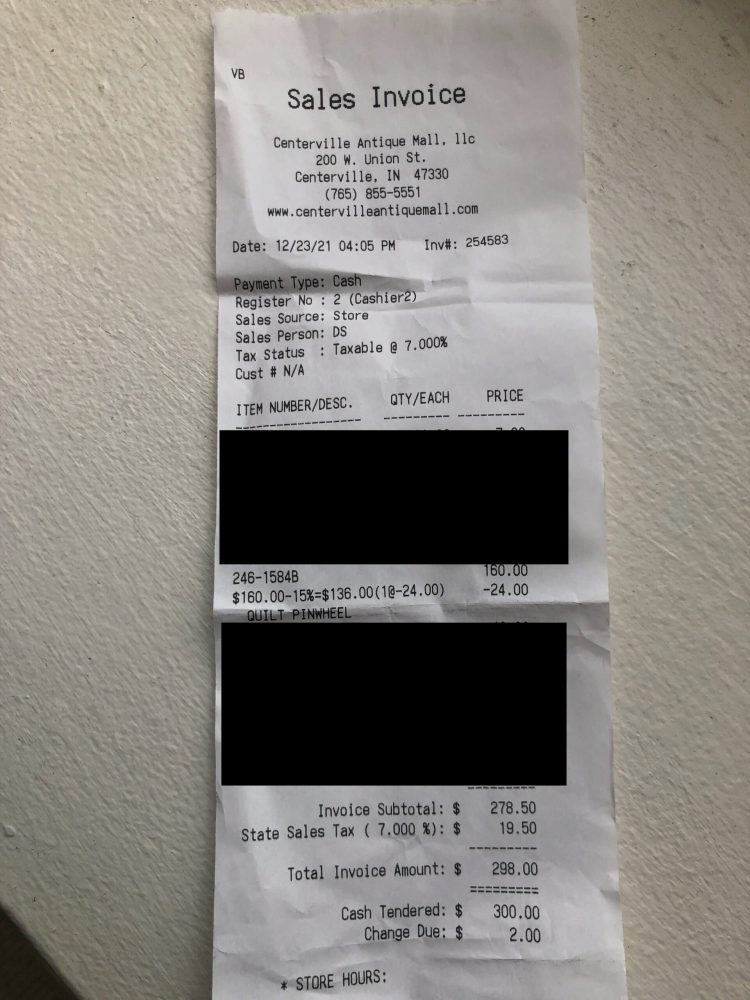 VB
Sales Invoice
Centerville Antique Mall, llc
200 W. Union St.
Centerville, IN 47330
(765) 855-5551
www.centervilleantiquemall.com
Date: 12/23/21 04:05 PM Inv#: 254583
Payment Type: Cash
Register No : 2 (Cashier2)
Sales Source: Store
Sales Person: DS
Tax Status : Taxable @ 7.000%
Cust # N/A
ITEM NUMBER/DESC. QTY/EACH PRICE
246-1584B 160.00
$160.00-15%=$136.00(1@-24.00) -24.00
QUILT PINWHEEL
Invoice Subtotal: $ 278.50
State Sales Tax ( 7.000 %): $ 19.50
Total Invoice Amount: $ 298.00
Cash Tendered: $ 300.00
Change Due: $ 2.00
* STORE HOURS: